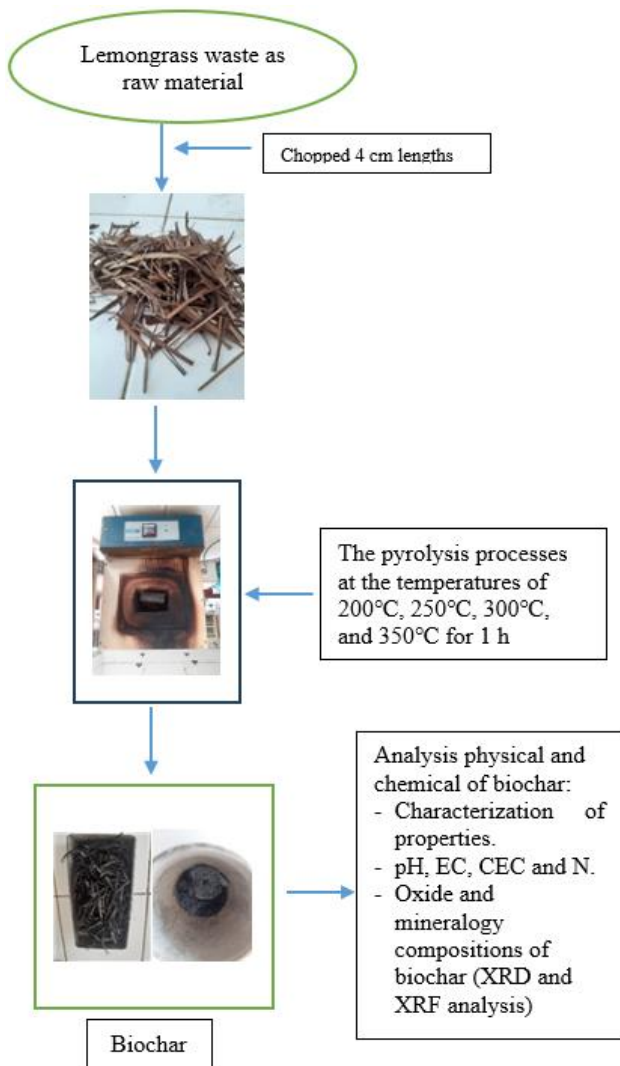 Lemongrass waste as
raw material
Chopped 4 cm lengths
The pyrolysis processes
at the temperatures of
200℃, 250℃, 300℃,
and 350℃ for 1 h
Analysis physical and
chemical of biochar:
- Characterization of
properties.
- pH, EC, CEC and N.
- Oxide and
mineralogy
compositions of
biochar (XRD and
XRF analysis)
Biochar